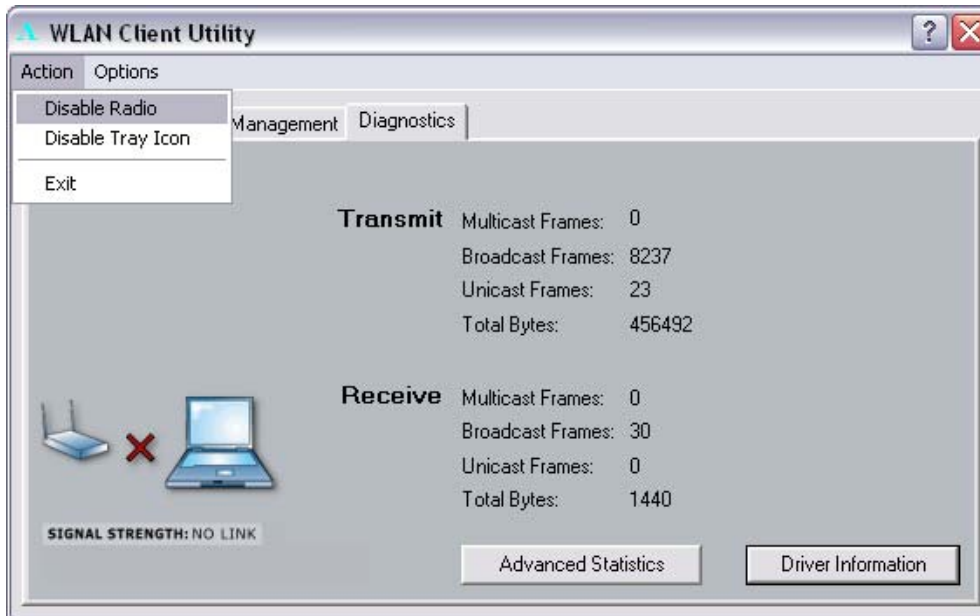 WLAN Client Utility
Action Options
Disable Radio
Disable Tray Icon
Exit
Management Diagnostics
Transmit Multicast Frames: 0
Broadcast Frames: 8237
Unicast Frames: 23
Total Bytes: 456492
Receive Multicast Frames: 0
Broadcast Frames: 30
Unicast Frames: 0
Total Bytes: 1440
SIGNAL STRENGTH: NO LINK
Advanced Statistics Driver Information